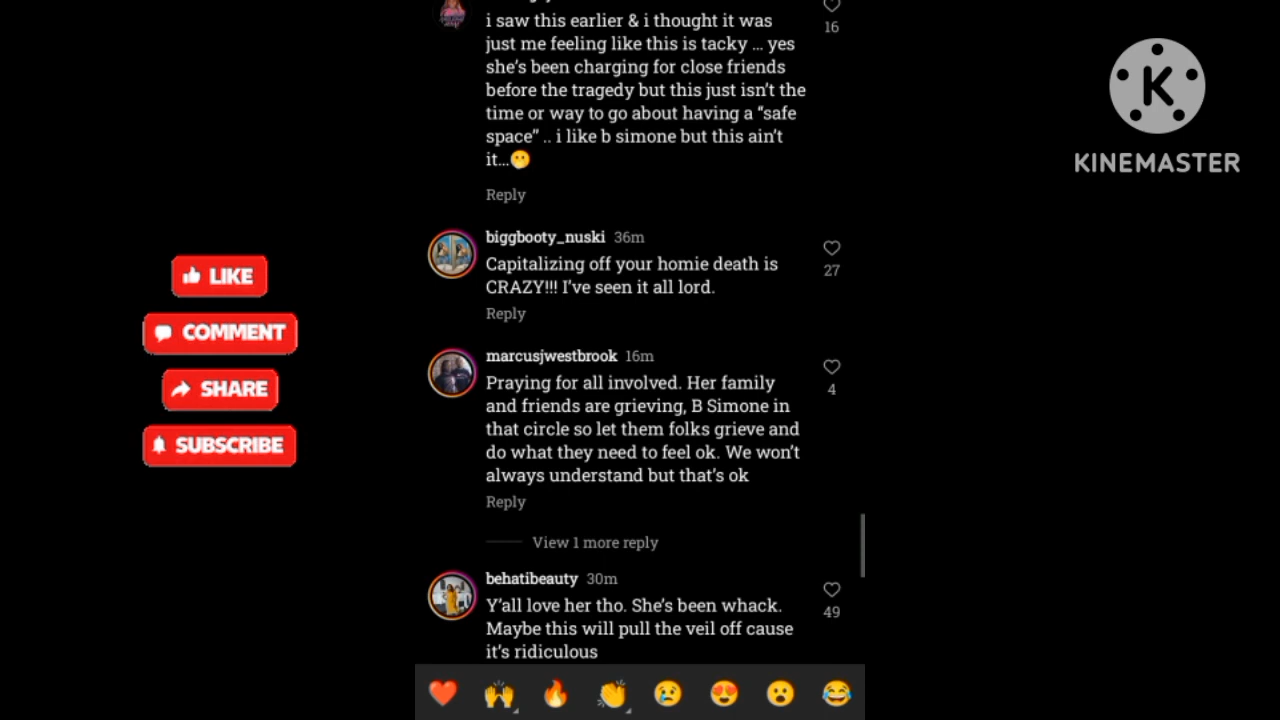 i saw this earlier & i thought it was
just me feeling like this is tacky ... yes
she's been charging for close friends
before the tragedy but this just isn't the
time or way to go about having a “safe
space” .. i like b simone but this ain't
it...🫢
16
Reply
biggbooty_nuski 36m
Capitalizing off your homie death is
CRAZY!!! I've seen it all lord.
27
Reply
marcusjwestbrook 16m
Praying for all involved. Her family
and friends are grieving, B Simone in
that circle so let them folks grieve and
do what they need to feel ok. We won't
always understand but that's ok
4
Reply
View 1 more reply
behatibeauty 30m
Y'all love her tho. She's been whack.
Maybe this will pull the veil off cause
it's ridiculous
49
LIKE
COMMENT
SHARE
SUBSCRIBE
K
KINEMASTER